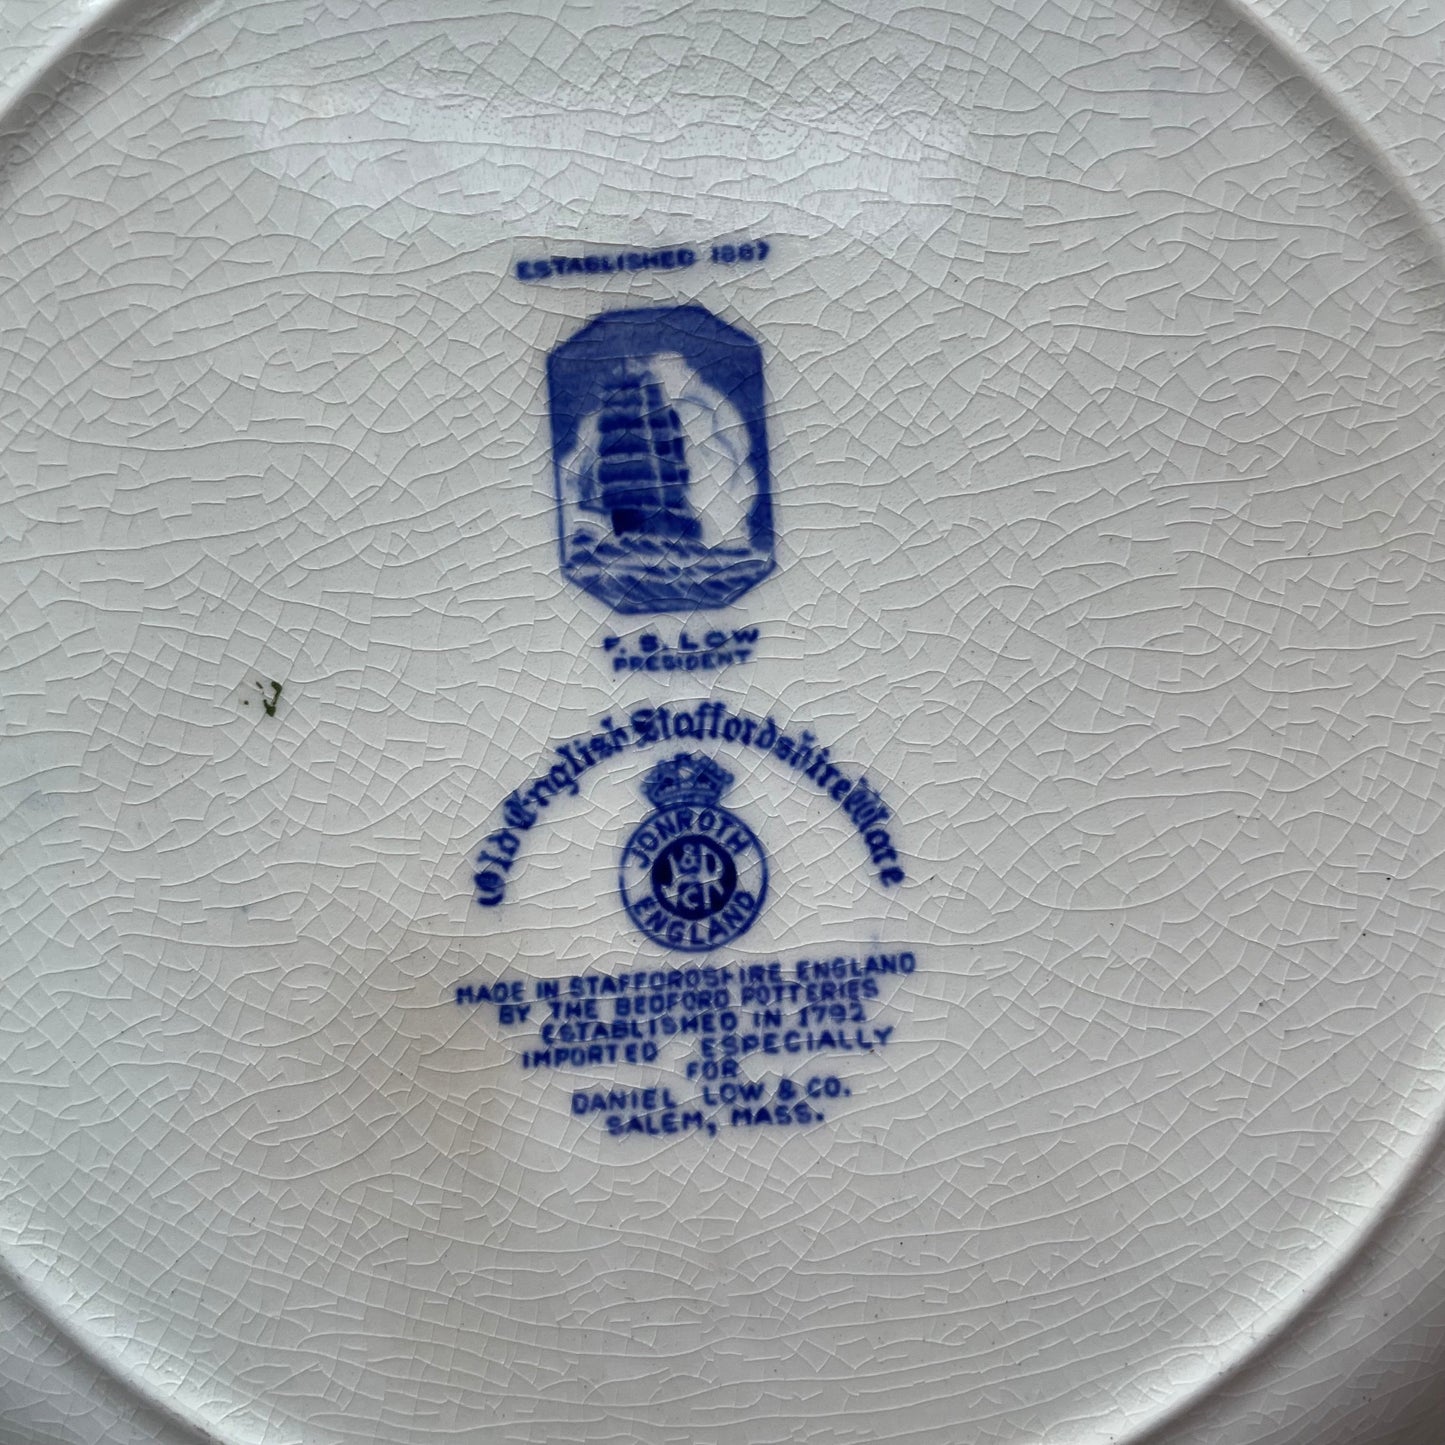 ESTABLISHED 1867
F. S. LOW
PRESIDENT
Old English Staffordshire Ware
JONROTH
J&R
ENGLAND
MADE IN STAFFORDSHIRE ENGLAND
BY THE BEDFORD POTTERIES
ESTABLISHED IN 1792
IMPORTED ESPECIALLY
FOR
DANIEL LOW & CO.
SALEM, MASS.